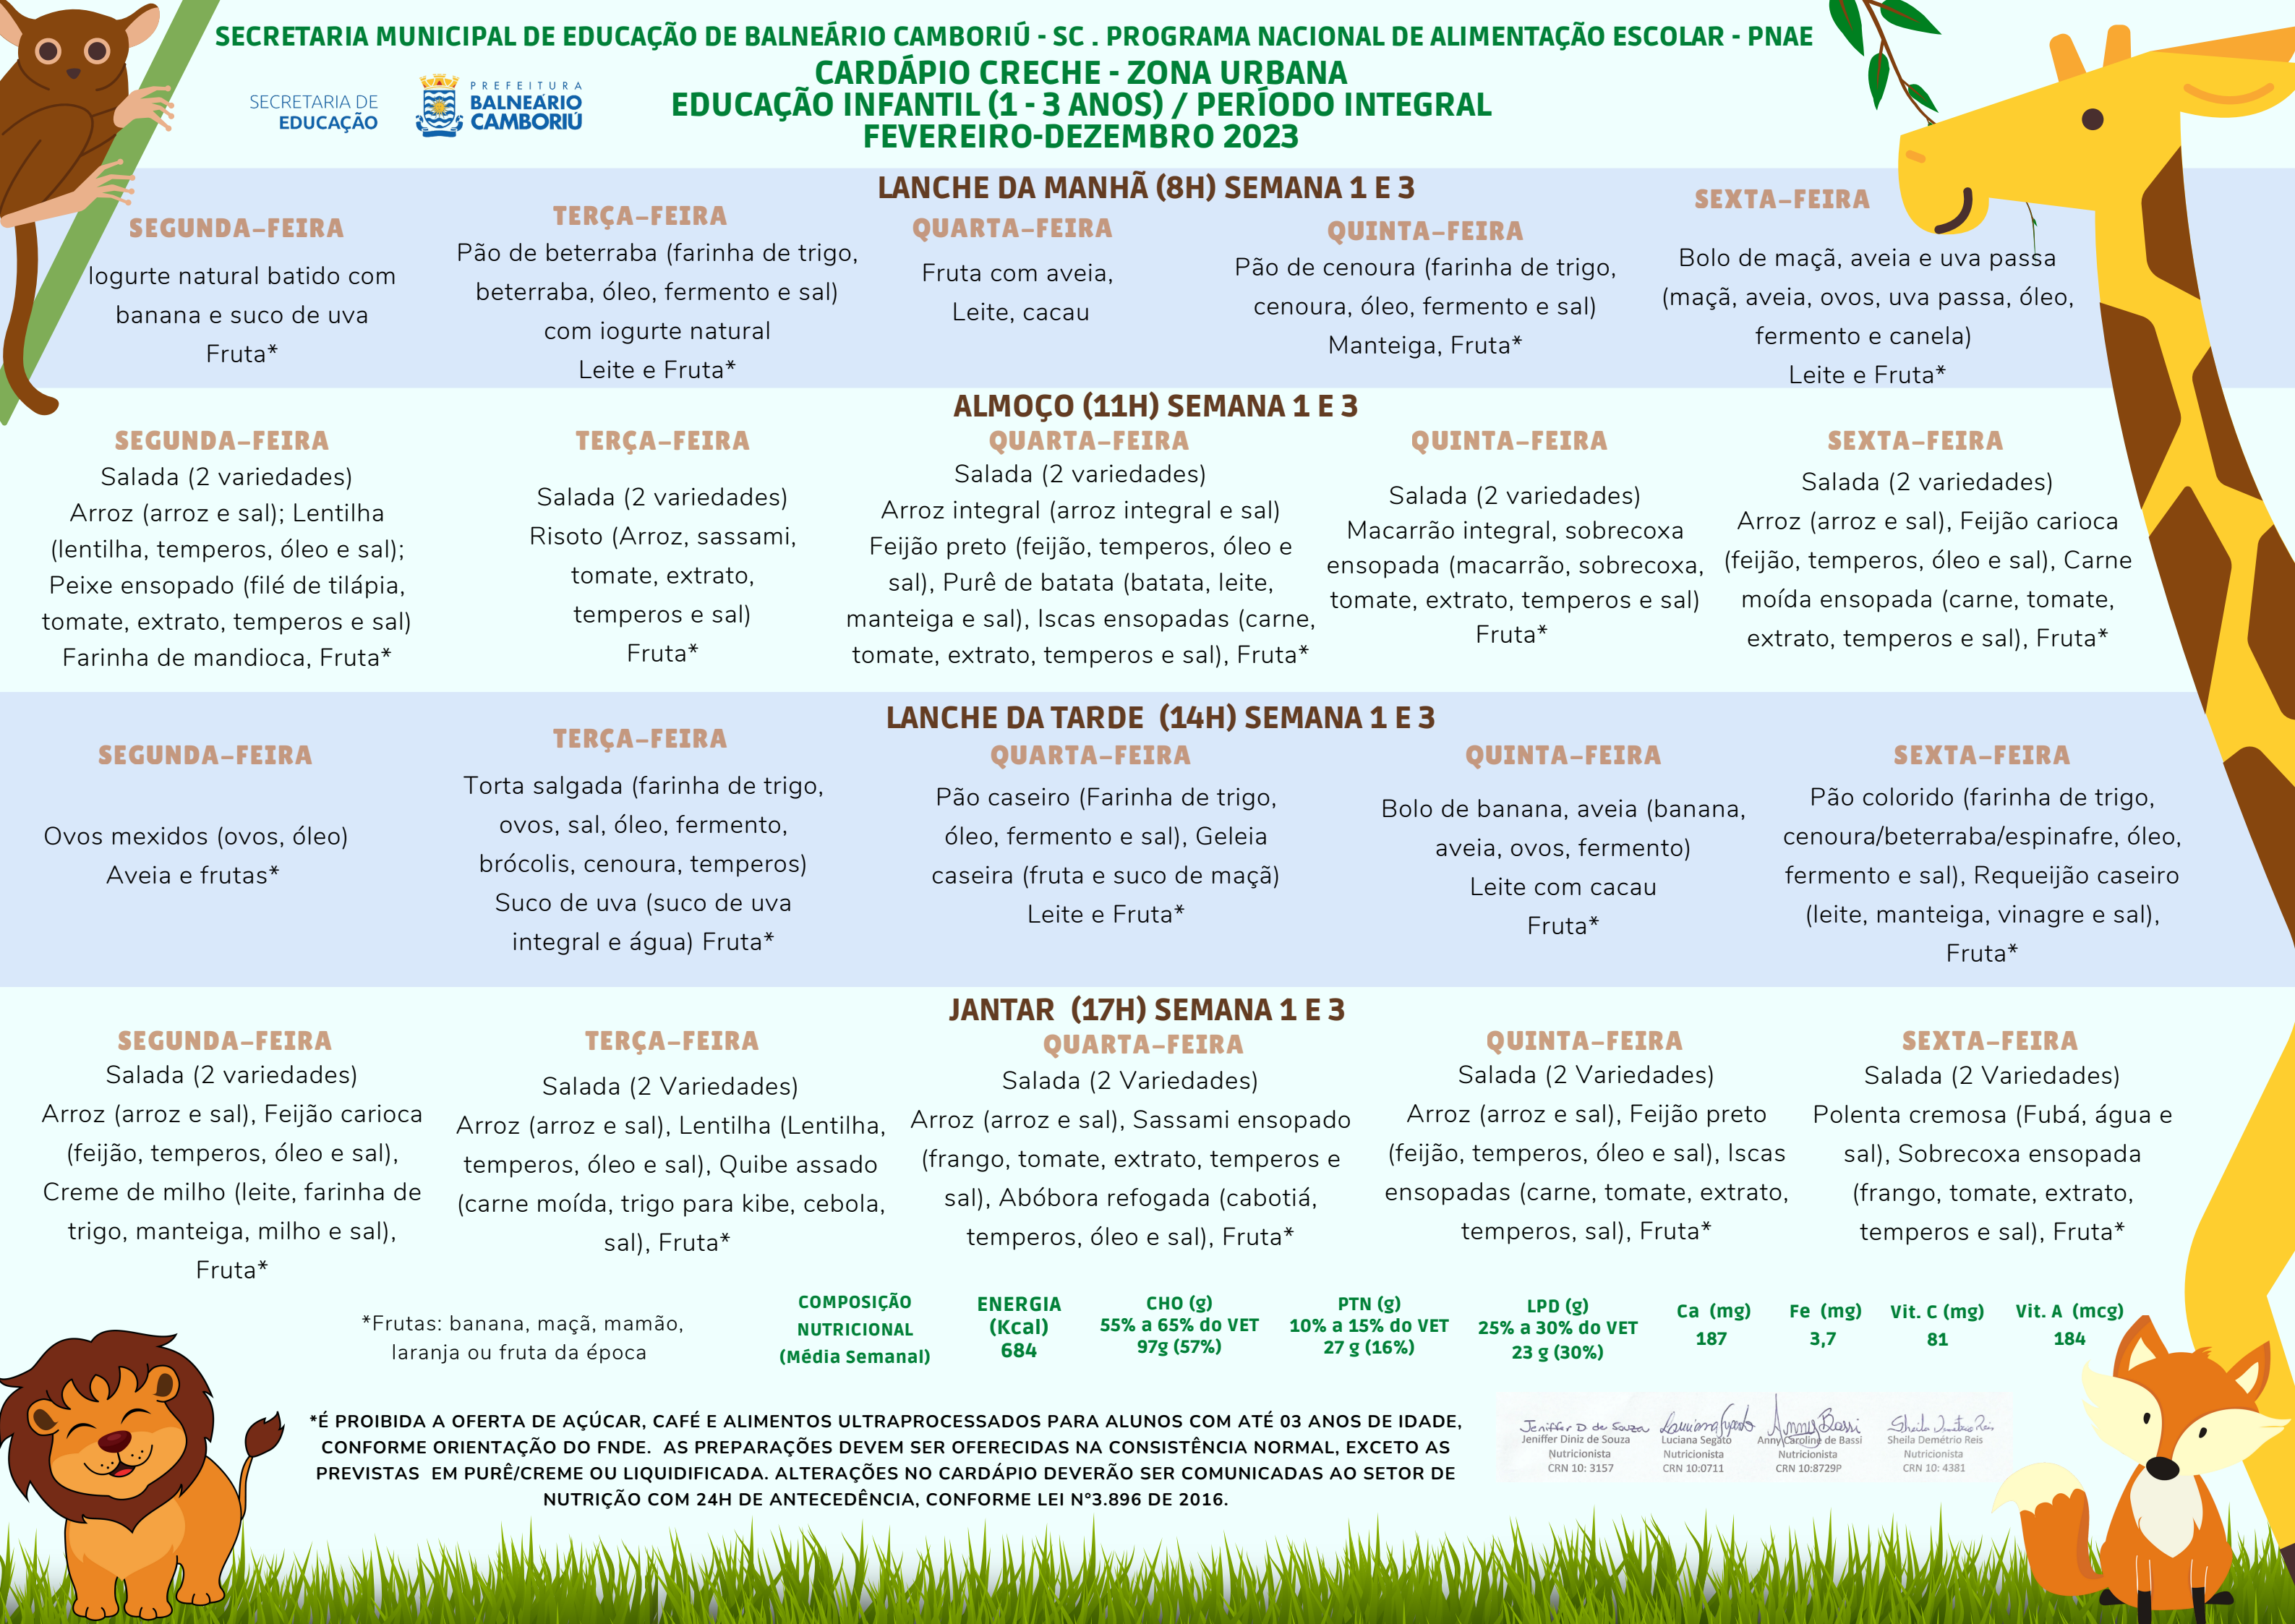 SECRETARIA MUNICIPAL DE EDUCAÇÃO DE BALNEÁRIO CAMBORIÚ - SC . PROGRAMA NACIONAL DE ALIMENTAÇÃO ESCOLAR - PNAE
CARDÁPIO CRECHE - ZONA URBANA
EDUCAÇÃO INFANTIL (1 - 3 ANOS) / PERÍODO INTEGRAL
FEVEREIRO-DEZEMBRO 2023
SECRETARIA DE
EDUCAÇÃO
PREFEITURA
BALNEÁRIO
CAMBORIÚ
LANCHE DA MANHÃ (8H) SEMANA 1 E 3
SEGUNDA-FEIRA
Iogurte natural batido com
banana e suco de uva
Fruta*
TERÇA-FEIRA
Pão de beterraba (farinha de trigo,
beterraba, óleo, fermento e sal)
com iogurte natural
Leite e Fruta*
QUARTA-FEIRA
Fruta com aveia,
Leite, cacau
QUINTA-FEIRA
Pão de cenoura (farinha de trigo,
cenoura, óleo, fermento e sal)
Manteiga, Fruta*
SEXTA-FEIRA
Bolo de maçã, aveia e uva passa
(maçã, aveia, ovos, uva passa, óleo,
fermento e canela)
Leite e Fruta*
ALMOÇO (11H) SEMANA 1 E 3
SEGUNDA-FEIRA
Salada (2 variedades)
Arroz (arroz e sal); Lentilha
(lentilha, temperos, óleo e sal);
Peixe ensopado (filé de tilápia,
tomate, extrato, temperos e sal)
Farinha de mandioca, Fruta*
TERÇA-FEIRA
Salada (2 variedades)
Risoto (Arroz, sassami,
tomate, extrato,
temperos e sal)
Fruta*
QUARTA-FEIRA
Salada (2 variedades)
Arroz integral (arroz integral e sal)
Feijão preto (feijão, temperos, óleo e
sal), Purê de batata (batata, leite,
manteiga e sal), Iscas ensopadas (carne,
tomate, extrato, temperos e sal), Fruta*
QUINTA-FEIRA
Salada (2 variedades)
Macarrão integral, sobrecoxa
ensopada (macarrão, sobrecoxa,
tomate, extrato, temperos e sal)
Fruta*
SEXTA-FEIRA
Salada (2 variedades)
Arroz (arroz e sal), Feijão carioca
(feijão, temperos, óleo e sal), Carne
moída ensopada (carne, tomate,
extrato, temperos e sal), Fruta*
LANCHE DA TARDE (14H) SEMANA 1 E 3
SEGUNDA-FEIRA
Ovos mexidos (ovos, óleo)
Aveia e frutas*
TERÇA-FEIRA
Torta salgada (farinha de trigo,
ovos, sal, óleo, fermento,
brócolis, cenoura, temperos)
Suco de uva (suco de uva
integral e água) Fruta*
QUARTA-FEIRA
Pão caseiro (Farinha de trigo,
óleo, fermento e sal), Geleia
caseira (fruta e suco de maçã)
Leite e Fruta*
QUINTA-FEIRA
Bolo de banana, aveia (banana,
aveia, ovos, fermento)
Leite com cacau
Fruta*
SEXTA-FEIRA
Pão colorido (farinha de trigo,
cenoura/beterraba/espinafre, óleo,
fermento e sal), Requeijão caseiro
(leite, manteiga, vinagre e sal),
Fruta*
JANTAR (17H) SEMANA 1 E 3
SEGUNDA-FEIRA
Salada (2 variedades)
Arroz (arroz e sal), Feijão carioca
(feijão, temperos, óleo e sal),
Creme de milho (leite, farinha de
trigo, manteiga, milho e sal),
Fruta*
TERÇA-FEIRA
Salada (2 Variedades)
Arroz (arroz e sal), Lentilha (Lentilha,
temperos, óleo e sal), Quibe assado
(carne moída, trigo para kibe, cebola,
sal), Fruta*
QUARTA-FEIRA
Salada (2 Variedades)
Arroz (arroz e sal), Sassami ensopado
(frango, tomate, extrato, temperos e
sal), Abóbora refogada (cabotiá,
temperos, óleo e sal), Fruta*
QUINTA-FEIRA
Salada (2 Variedades)
Arroz (arroz e sal), Feijão preto
(feijão, temperos, óleo e sal), Iscas
ensopadas (carne, tomate, extrato,
temperos, sal), Fruta*
SEXTA-FEIRA
Salada (2 Variedades)
Polenta cremosa (Fubá, água e
sal), Sobrecoxa ensopada
(frango, tomate, extrato,
temperos e sal), Fruta*
*Frutas: banana, maçã, mamão,
laranja ou fruta da época
COMPOSIÇÃO
NUTRICIONAL
(Média Semanal)
ENERGIA
(Kcal)
684
CHO (g)
55% a 65% do VET
97g (57%)
PTN (g)
10% a 15% do VET
27 g (16%)
LPD (g)
25% a 30% do VET
23 g (30%)
Ca (mg)
187
Fe (mg)
3,7
Vit. C (mg)
81
Vit. A (mcg)
184
*É PROIBIDA A OFERTA DE AÇÚCAR, CAFÉ E ALIMENTOS ULTRAPROCESSADOS PARA ALUNOS COM ATÉ 03 ANOS DE IDADE,
CONFORME ORIENTAÇÃO DO FNDE. AS PREPARAÇÕES DEVEM SER OFERECIDAS NA CONSISTÊNCIA NORMAL, EXCETO AS
PREVISTAS EM PURÊ/CREME OU LIQUIDIFICADA. ALTERAÇÕES NO CARDÁPIO DEVERÃO SER COMUNICADAS AO SETOR DE
NUTRIÇÃO COM 24H DE ANTECEDÊNCIA, CONFORME LEI Nº3.896 DE 2016.
Jeniffer D de Souza
Jeniffer Diniz de Souza
Nutricionista
CRN 10: 3157
Luciana Segato
Nutricionista
CRN 10:0711
Anny Bassi
Anny Caroline de Bassi
Nutricionista
CRN 10:8729P
Sheila Demétrio Reis
Nutricionista
CRN 10: 4381